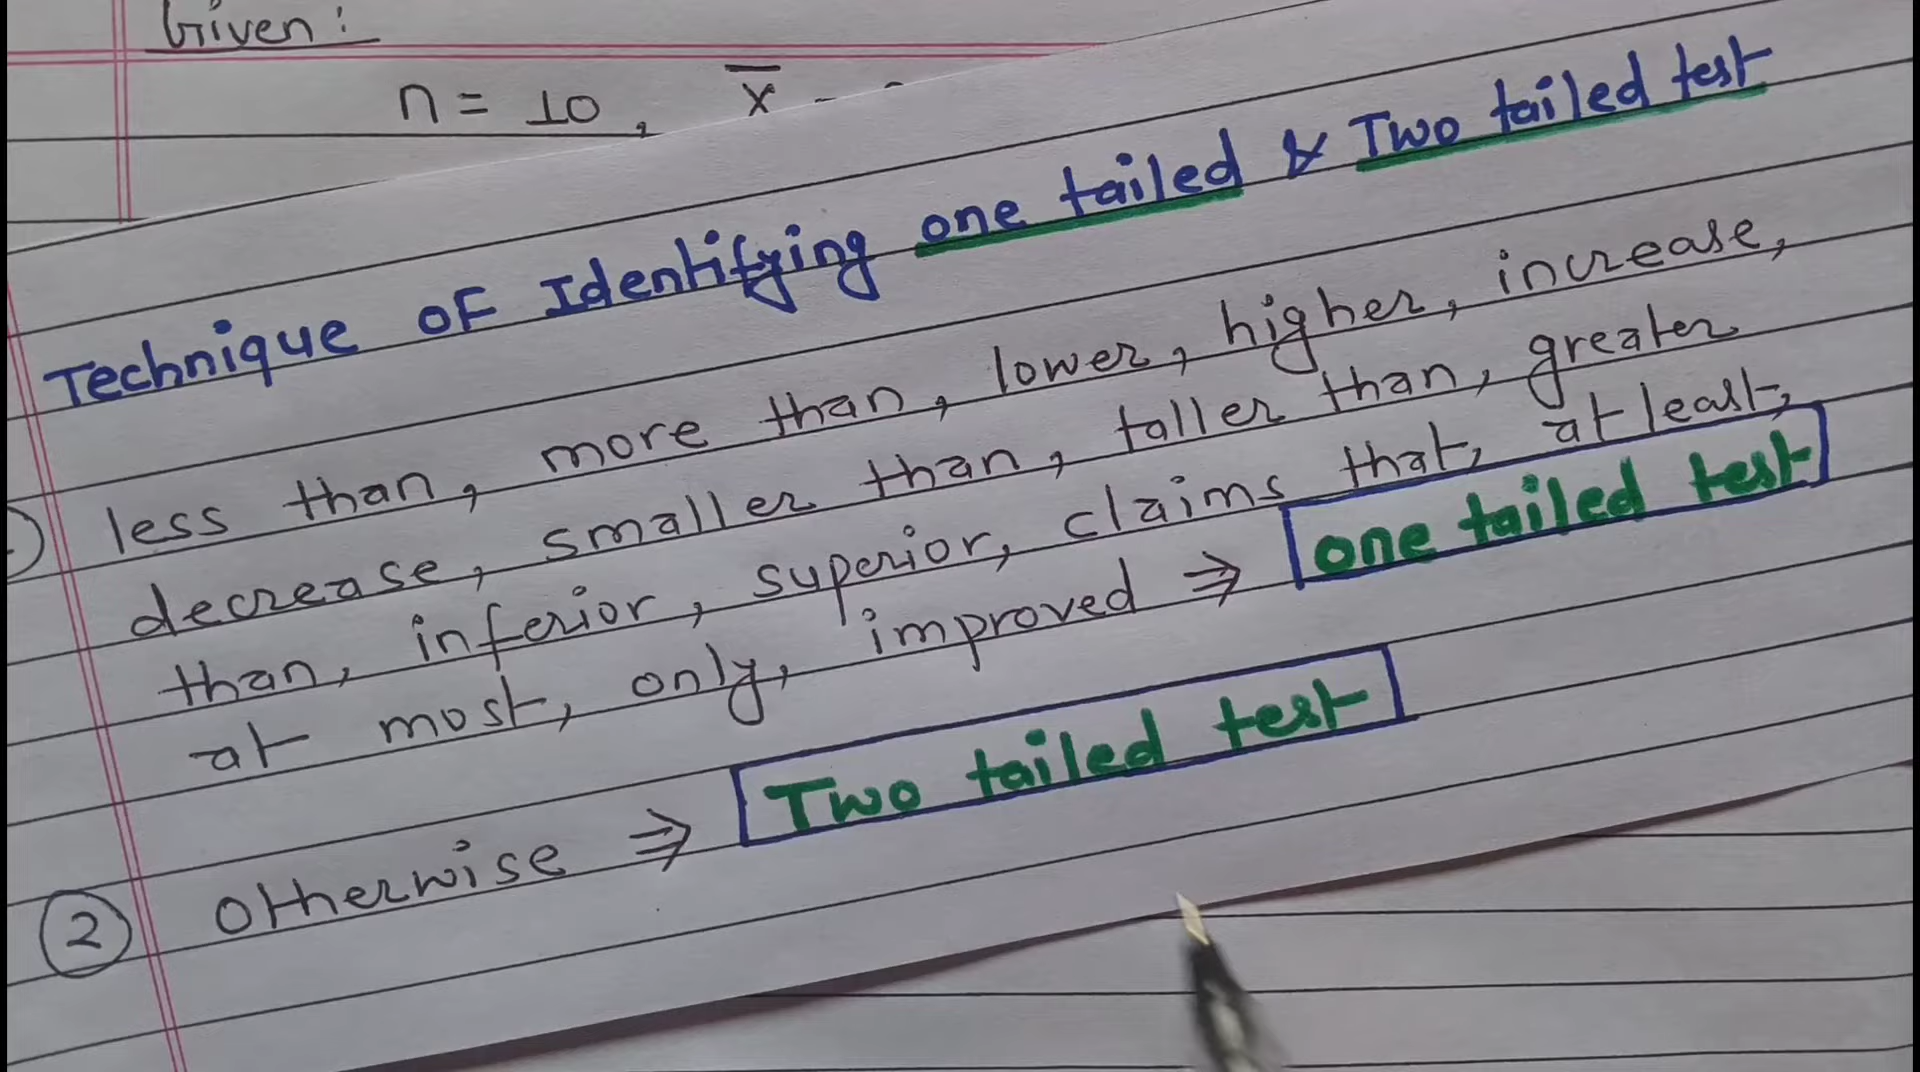 Given:
n = 10, x̄
Technique OF Identifying one tailed & Two tailed test
less than, more than, lower, higher, increase,
decrease, smaller than, taller than, greater
than, inferior, superior, claims that, at least,
at most, only, improved ⇒ one tailed test
2 Otherwise ⇒ Two tailed test